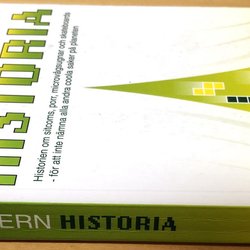 HISTORIA
Historien om sitcoms, porr, microvågsugnar och skateboards
- för att inte nämna alla andra coola saker på planeten
ERN HISTORIA